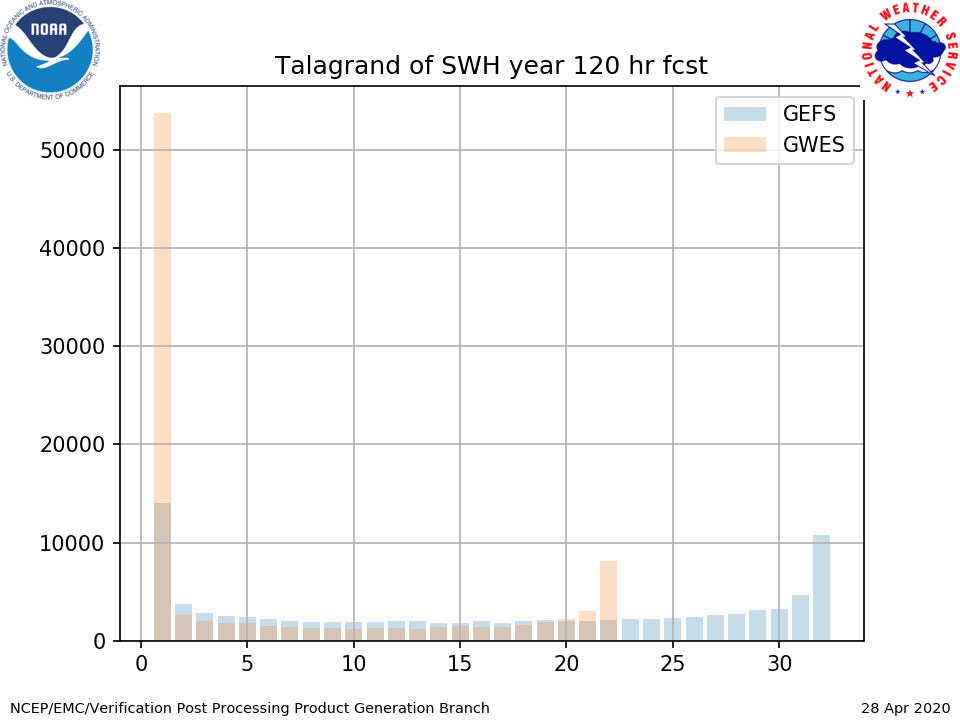 NATIONAL OCEANIC AND ATMOSPHERIC ADMINISTRATION
NOAA
U.S. DEPARTMENT OF COMMERCE
NATIONAL WEATHER SERVICE
Talagrand of SWH year 120 hr fcst
GEFS
GWES
50000
40000
30000
20000
10000
0
0 5 10 15 20 25 30
NCEP/EMC/Verification Post Processing Product Generation Branch
28 Apr 2020